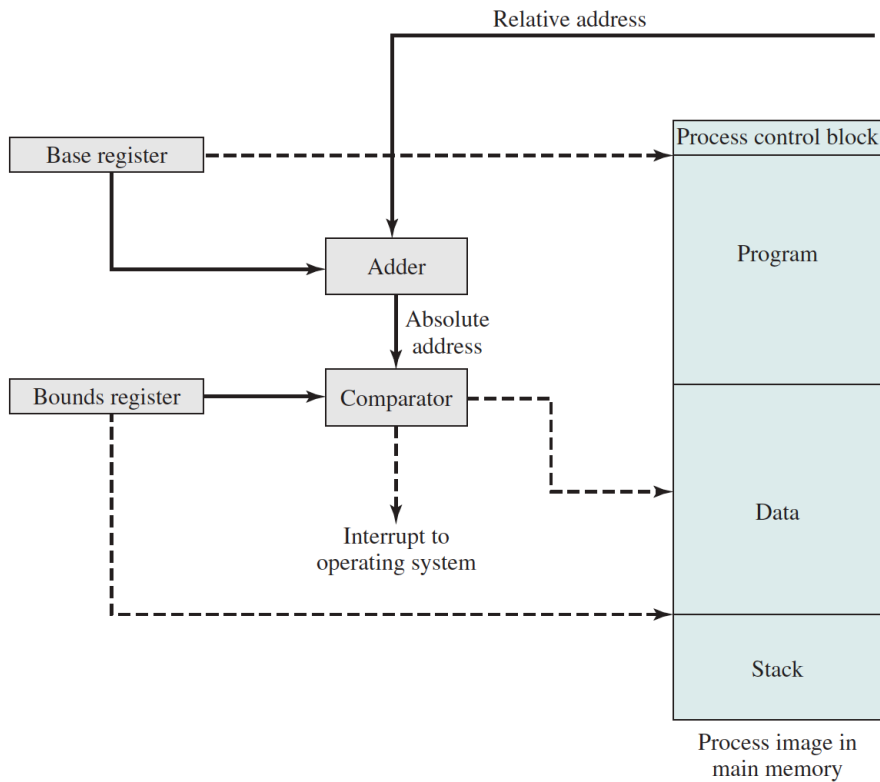 Relative address
Process control block
Base register
Program
Adder
Absolute
address
Bounds register
Comparator
Data
Interrupt to
operating system
Stack
Process image in
main memory